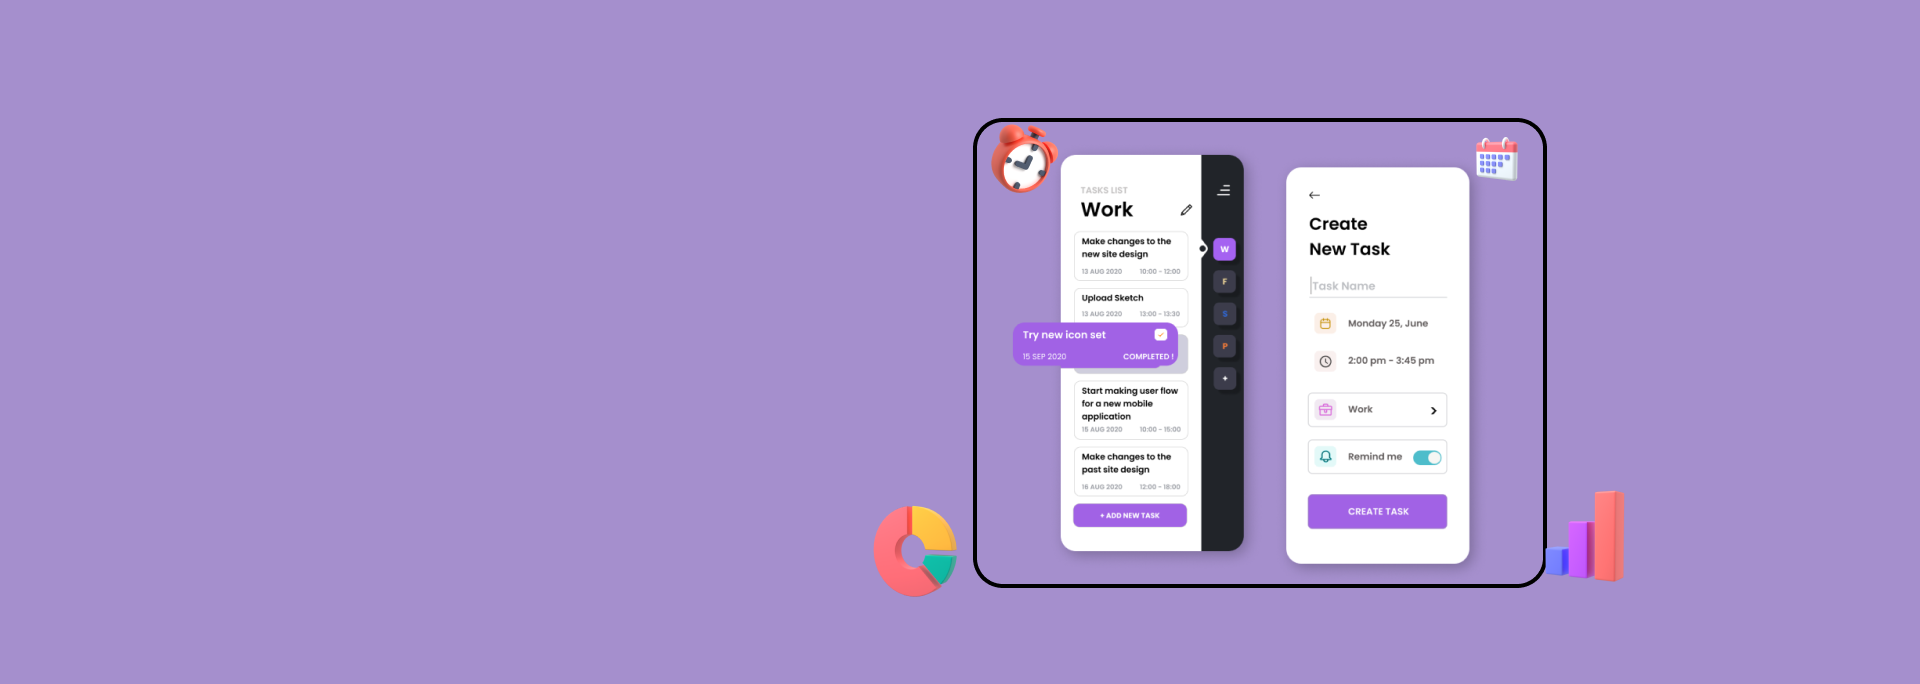 TASKS LIST
Work
Make changes to the
new site design
13 AUG 2020 10:00 - 12:00
Upload Sketch
13 AUG 2020 13:00 - 13:30
Try new icon set
15 SEP 2020 COMPLETED !
Start making user flow
for a new mobile
application
15 AUG 2020 10:00 - 15:00
Make changes to the
past site design
16 AUG 2020 12:00 - 18:00
+ ADD NEW TASK
W
F
S
P
Create
New Task
Task Name
Monday 25, June
2:00 pm - 3:45 pm
Work
Remind me
CREATE TASK